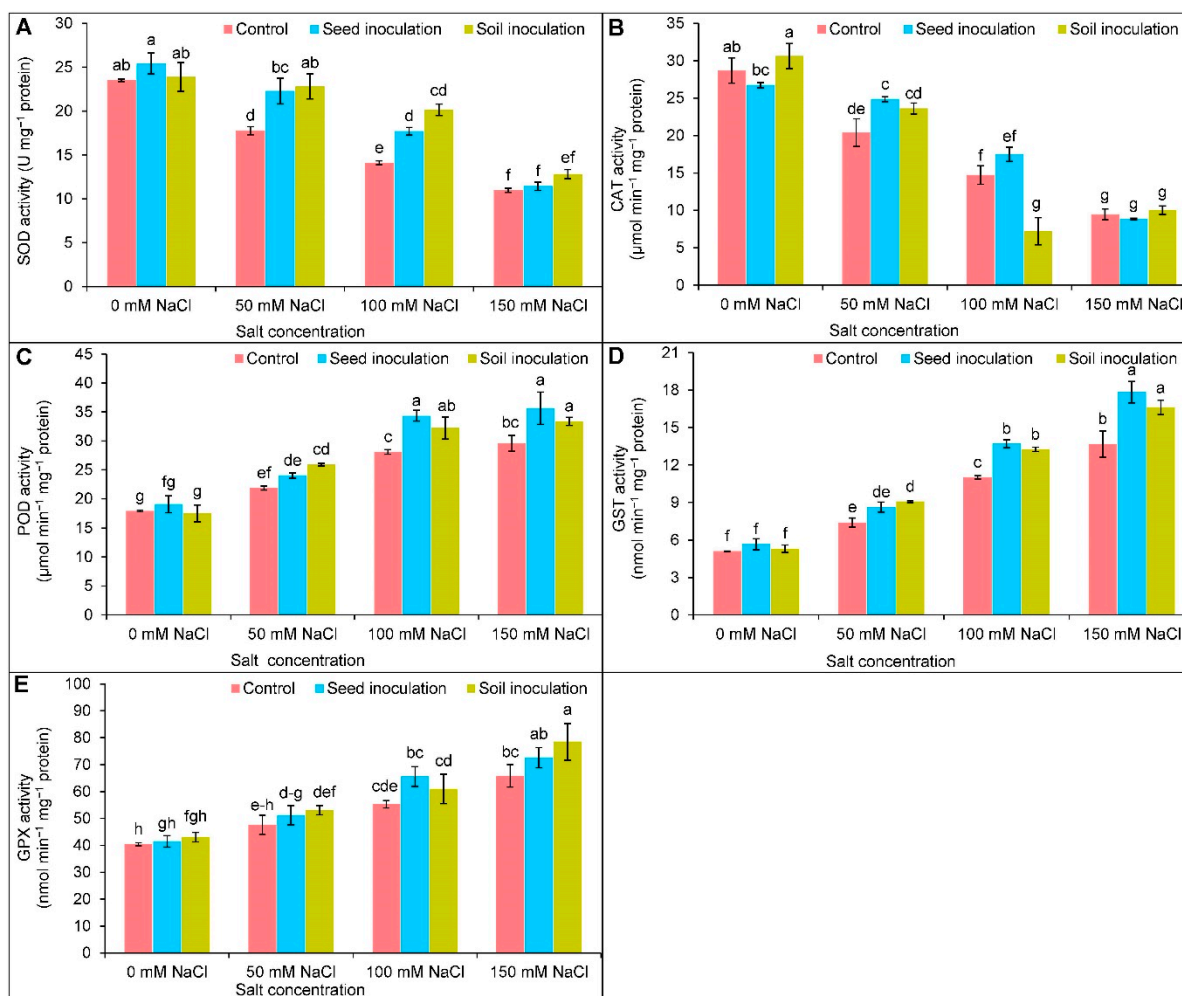 A
Control Seed inoculation Soil inoculation
SOD activity (U mg⁻¹ protein)
30
25
20
15
10
5
0
ab a ab
d bc c
e d cd
f f ef
0 mM NaCl 50 mM NaCl 100 mM NaCl 150 mM NaCl
Salt concentration
B
Control Seed inoculation Soil inoculation
CAT activity
(µmol min⁻¹ mg⁻¹ protein)
35
30
25
20
15
10
5
0
ab bc a
de c cd
f ef g
g g g
0 mM NaCl 50 mM NaCl 100 mM NaCl 150 mM NaCl
Salt concentration
C
Control Seed inoculation Soil inoculation
POD activity
(µmol min⁻¹ mg⁻¹ protein)
45
40
35
30
25
20
15
10
5
0
g fg g
ef de cd
c a ab
bc a a
0 mM NaCl 50 mM NaCl 100 mM NaCl 150 mM NaCl
Salt concentration
D
Control Seed inoculation Soil inoculation
GST activity
(nmol min⁻¹ mg⁻¹ protein)
21
18
15
12
9
6
3
0
f f f
e de d
c b b
b a a
0 mM NaCl 50 mM NaCl 100 mM NaCl 150 mM NaCl
Salt concentration
E
Control Seed inoculation Soil inoculation
GPX activity
(nmol min⁻¹ mg⁻¹ protein)
100
90
80
70
60
50
40
30
20
10
0
h gh fgh
e-h d-g def
cde bc cd
bc ab a
0 mM NaCl 50 mM NaCl 100 mM NaCl 150 mM NaCl
Salt concentration